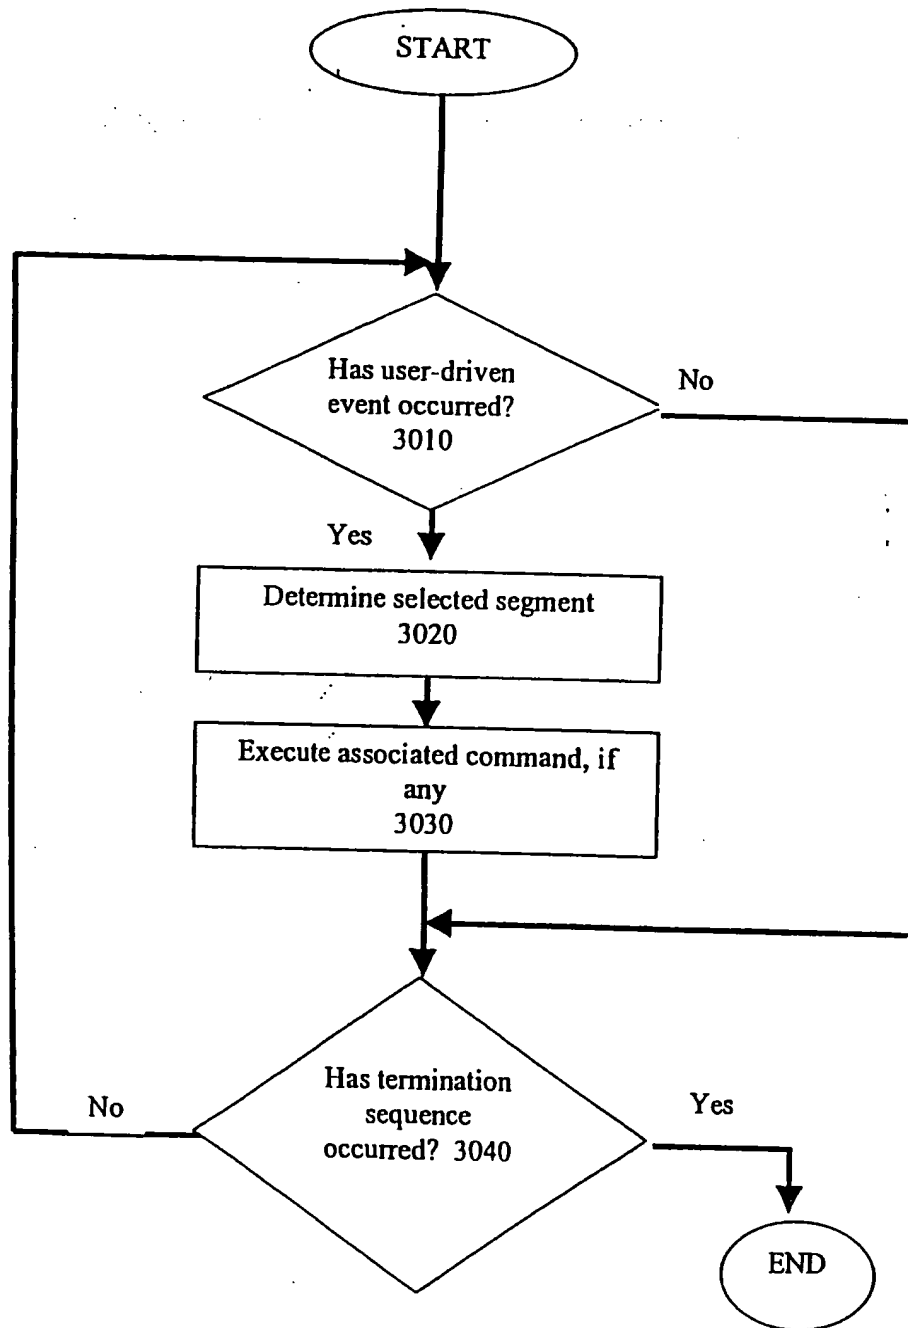 START
Has user-driven
event occurred?
3010
No
Yes
Determine selected segment
3020
Execute associated command, if
any
3030
Has termination
sequence
occurred? 3040
No
Yes
END